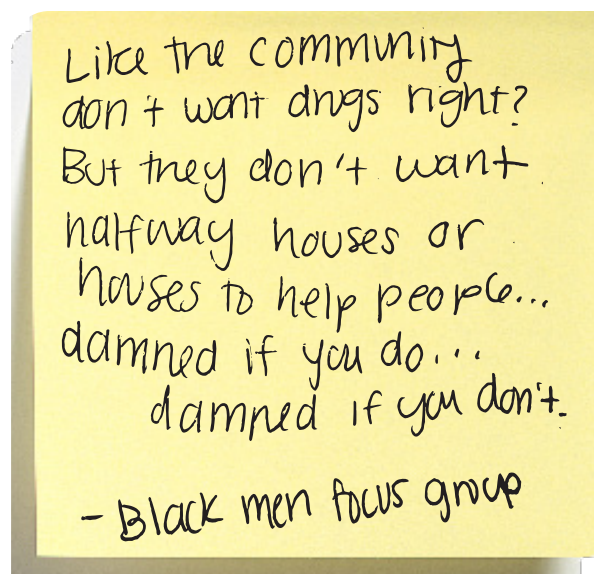 Like the community
don't want drugs right?
But they don't want
halfway houses or
houses to help people...
damned if you do...
damned if you don't.
- Black men focus group